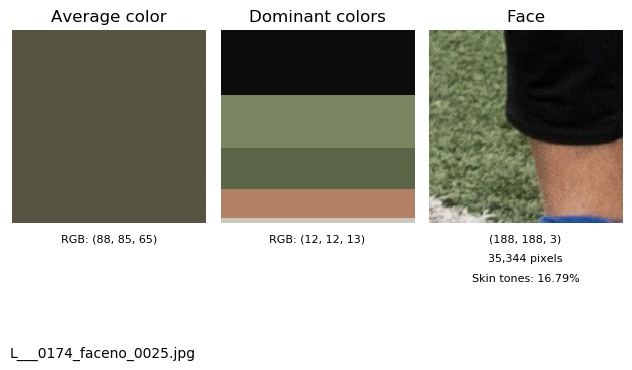 Average color
Dominant colors
Face
RGB: (88, 85, 65)
RGB: (12, 12, 13)
(188, 188, 3)
35,344 pixels
Skin tones: 16.79%
L___0174_faceno_0025.jpg